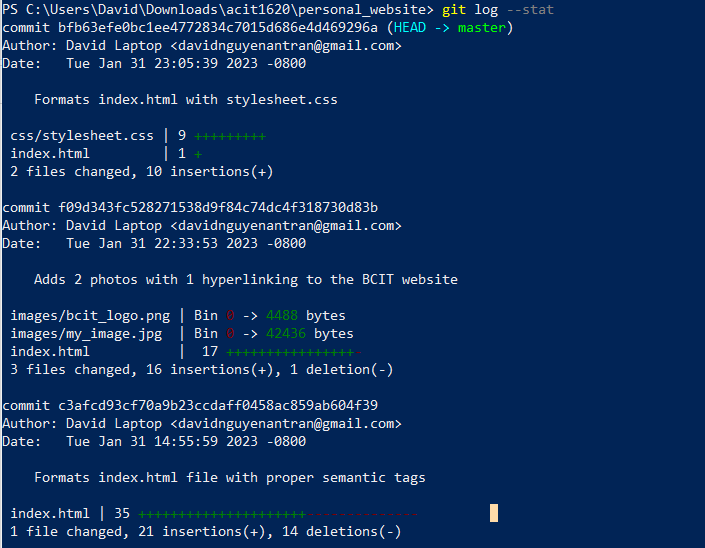 PS C:\Users\David\Downloads\acit1620\personal_website> git log --stat
commit bfb63efe0bc1ee4772834c7015d686e4d469296a (HEAD -> master)
Author: David Laptop <davidnguyenantran@gmail.com>
Date:   Tue Jan 31 23:05:39 2023 -0800

    Formats index.html with stylesheet.css

 css/stylesheet.css | 9 +++++++++
 index.html         | 1 +
 2 files changed, 10 insertions(+)

commit f09d343fc528271538d9f84c74dc4f318730d83b
Author: David Laptop <davidnguyenantran@gmail.com>
Date:   Tue Jan 31 22:33:53 2023 -0800

    Adds 2 photos with 1 hyperlinking to the BCIT website

 images/bcit_logo.png | Bin 0 -> 4488 bytes
 images/my_image.jpg  | Bin 0 -> 42436 bytes
 index.html           |  17 ++++++++++++++++-
 3 files changed, 16 insertions(+), 1 deletion(-)

commit c3afcd93cf70a9b23ccdaff0458ac859ab604f39
Author: David Laptop <davidnguyenantran@gmail.com>
Date:   Tue Jan 31 14:55:59 2023 -0800

    Formats index.html file with proper semantic tags

 index.html | 35 +++++++++++++++++++++--------------
 1 file changed, 21 insertions(+), 14 deletions(-)